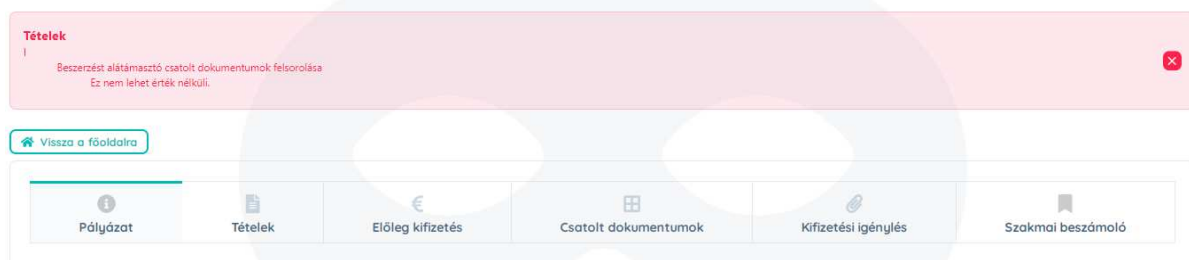 Tételek
I
Beszerzést alátámasztó csatolt dokumentumok felsorolása
Ez nem lehet érték nélküli.
Vissza a főoldalra
Pályázat Tételek Előleg kifizetés Csatolt dokumentumok Kifizetési igénylés Szakmai beszámoló